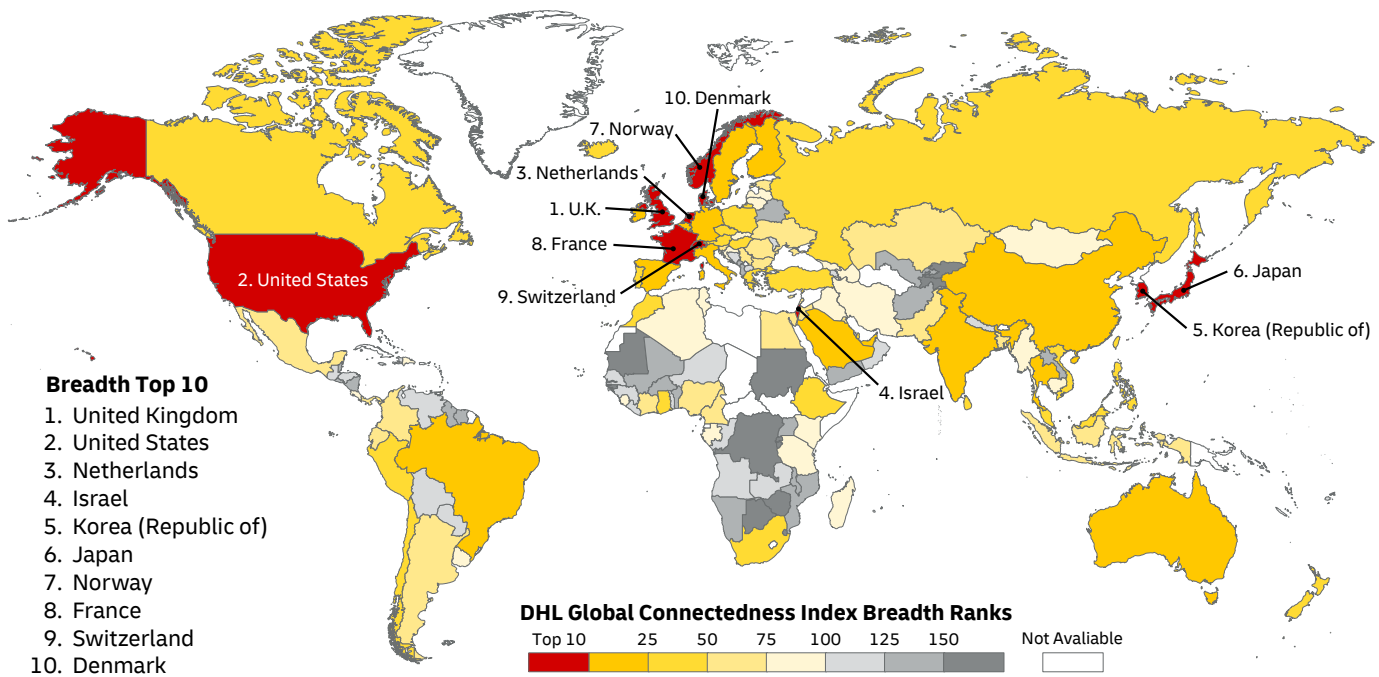 10. Denmark
7. Norway
3. Netherlands
1. U.K.
8. France
2. United States
9. Switzerland
6. Japan
5. Korea (Republic of)
4. Israel
Breadth Top 10
1. United Kingdom
2. United States
3. Netherlands
4. Israel
5. Korea (Republic of)
6. Japan
7. Norway
8. France
9. Switzerland
10. Denmark
DHL Global Connectedness Index Breadth Ranks
Top 10 25 50 75 100 125 150 Not Avaliable